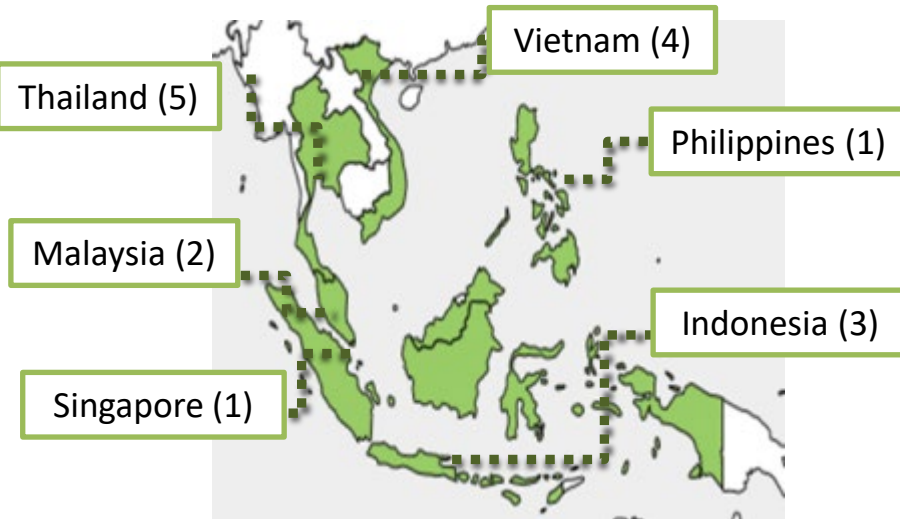 Vietnam (4)
Thailand (5)
Philippines (1)
Malaysia (2)
Indonesia (3)
Singapore (1)